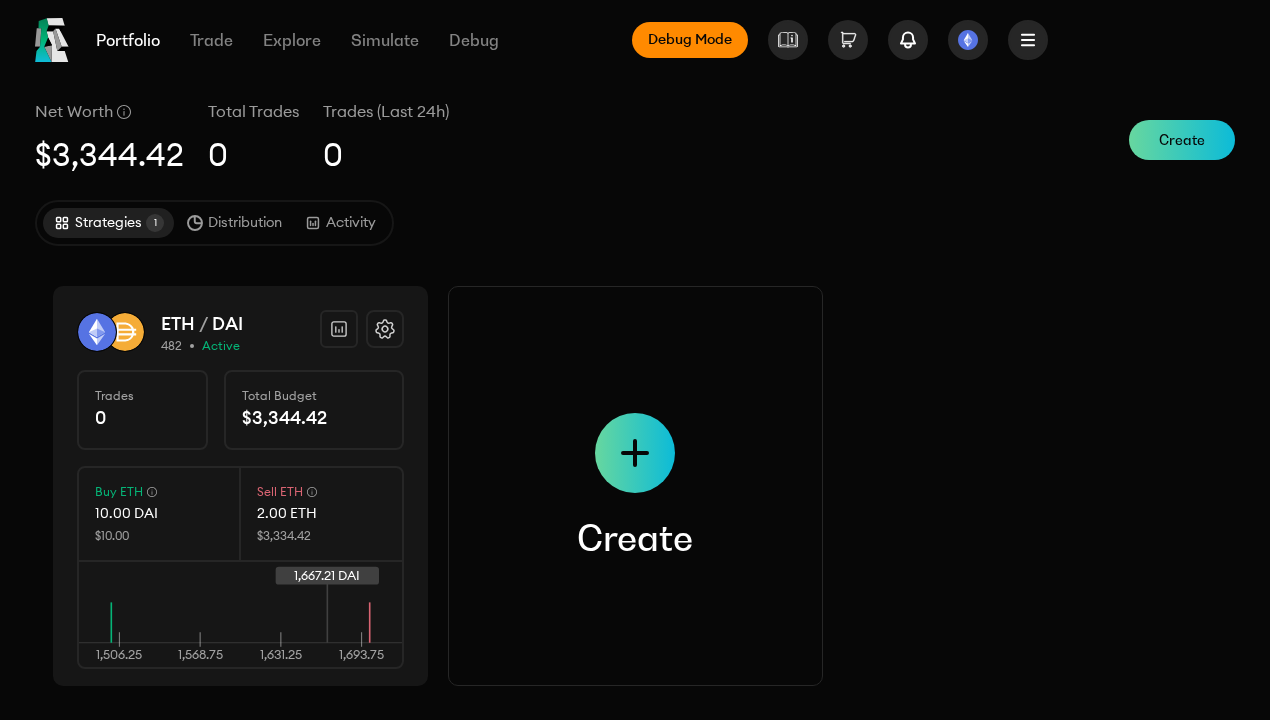 Portfolio
Trade
Explore
Simulate
Debug
Debug Mode
Net Worth
Total Trades
Trades (Last 24h)
$3,344.42
0
0
Create
Strategies 1
Distribution
Activity
ETH / DAI
482 • Active
Trades
0
Total Budget
$3,344.42
Buy ETH
10.00 DAI
$10.00
Sell ETH
2.00 ETH
$3,334.42
1,667.21 DAI
1,506.25
1,568.75
1,631.25
1,693.75
Create